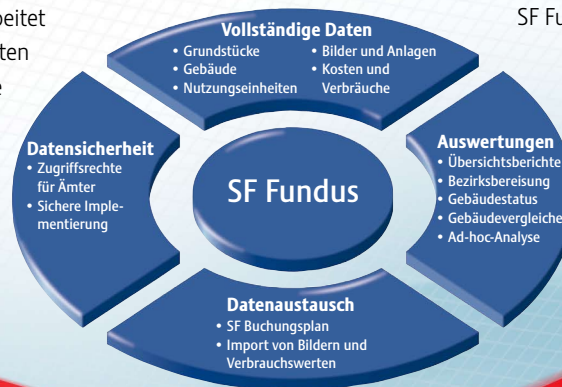 beitet
ten
e
SF Fu
Vollständige Daten
• Grundstücke
• Gebäude
• Nutzungseinheiten
• Bilder und Anlagen
• Kosten und
Verbräuche
Datensicherheit
• Zugriffsrechte
für Ämter
• Sichere Imple-
mentierung
SF Fundus
Auswertungen
• Übersichtsberichte
• Bezirksbereisung
• Gebäudestatus
• Gebäudevergleiche
• Ad-hoc-Analyse
Datenaustausch
• SF Buchungsplan
• Import von Bildern und
Verbrauchswerten